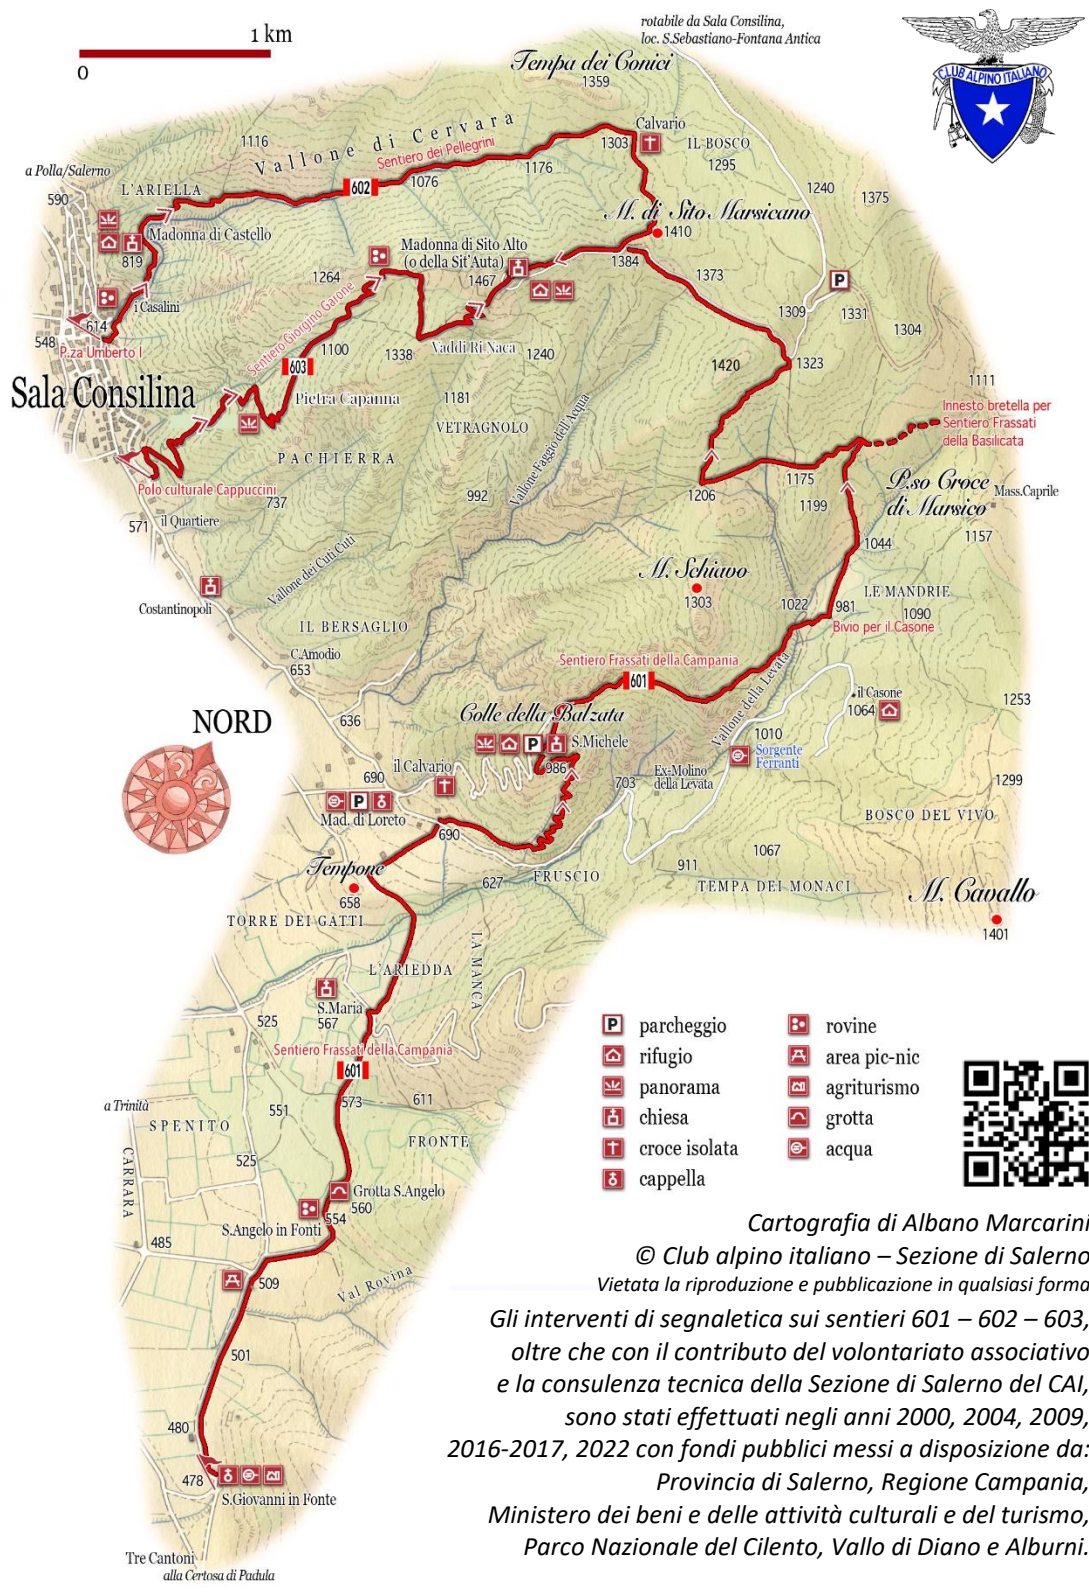 1 km
0
rotabile da Sala Consilina,
loc. S.Sebastiano-Fontana Antica
CLUB ALPINO ITALIANO
Tempa dei Conici
1359
Calvario
1303
IL BOSCO
1295
1116
Vallone di Cervara
Sentiero dei Pellegrini
1176
1076
602
a Polla/Salerno
590
L'ARIELLA
Madonna di Castello
819
i Casalini
614
548
P.za Umberto I
Sala Consilina
1240
1375
M. di Sito Marsicano
1410
Madonna di Sito Alto
(o della Sit'Auta)
1467
1384
1373
1264
Sentiero Giorgino Garone
603
1100
1338
Vaddi Ri Naca
1240
1309
1331
P
1304
1323
1420
1111
Pietra Capanna
1181
VETRAGNOLO
PACHIERRA
Polo culturale Cappuccini
737
992
Vallone Faggio dell'Acqua
Innesto bretella per
Sentiero Frassati
della Basilicata
1206
1175
1199
P.so Croce
di Marsico
Mass.Caprile
1157
571
il Quartiere
Vallone dei Cuti Cuti
1044
Costantinopoli
M. Schiavo
1303
1022
981
LE MANDRIE
1090
Bivio per il Casone
IL BERSAGLIO
C.Amodio
653
Sentiero Frassati della Campania
601
Vallone della Levata
il Casone
1064
1253
636
NORD
Colle della Balzata
P
S.Michele
986
1010
Sorgente
Ferranti
690
il Calvario
703
Ex-Molino
della Levata
1299
P
Mad. di Loreto
690
BOSCO DEL VIVO
1067
911
FRUSCIO
627
TEMPA DEI MONACI
Tempone
658
M. Cavallo
1401
TORRE DEI GATTI
L'ARIEDDA
LA MANCA
S.Maria
567
525
Sentiero Frassati della Campania
601
573
611
551
a Trinità
SPENITO
CARRARA
525
FRONTE
Grotta S.Angelo
560
554
S.Angelo in Fonti
485
509
Val Rovina
501
480
478
S.Giovanni in Fonte
Tre Cantoni
alla Certosa di Padula
P parcheggio
rifugio
panorama
chiesa
croce isolata
cappella
rovine
area pic-nic
agriturismo
grotta
acqua
Cartografia di Albano Marcarini
© Club alpino italiano – Sezione di Salerno
Vietata la riproduzione e pubblicazione in qualsiasi forma
Gli interventi di segnaletica sui sentieri 601 – 602 – 603,
oltre che con il contributo del volontariato associativo
e la consulenza tecnica della Sezione di Salerno del CAI,
sono stati effettuati negli anni 2000, 2004, 2009,
2016-2017, 2022 con fondi pubblici messi a disposizione da:
Provincia di Salerno, Regione Campania,
Ministero dei beni e delle attività culturali e del turismo,
Parco Nazionale del Cilento, Vallo di Diano e Alburni.